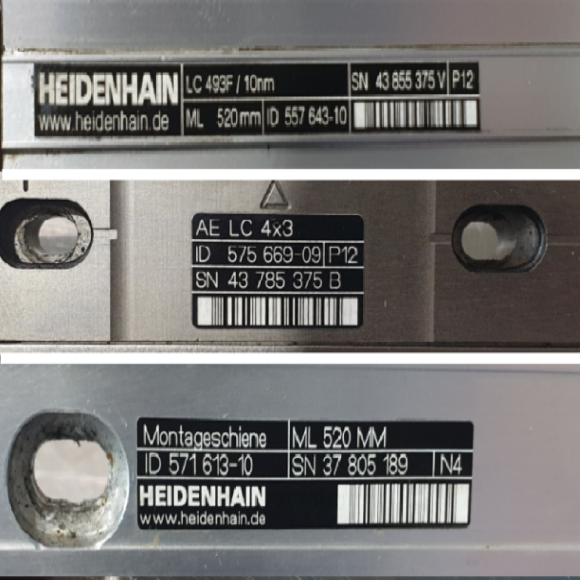 HEIDENHAIN LC 493F / 10nm SN 43 855 375 V P12
www.heidenhain.de ML 520mm ID 557 643-10
AE LC 4x3
ID 575 669-09 P12
SN 43 785 375 B
Montageschiene ML 520 MM
ID 571 613-10 SN 37 805 189 N4
HEIDENHAIN
www.heidenhain.de